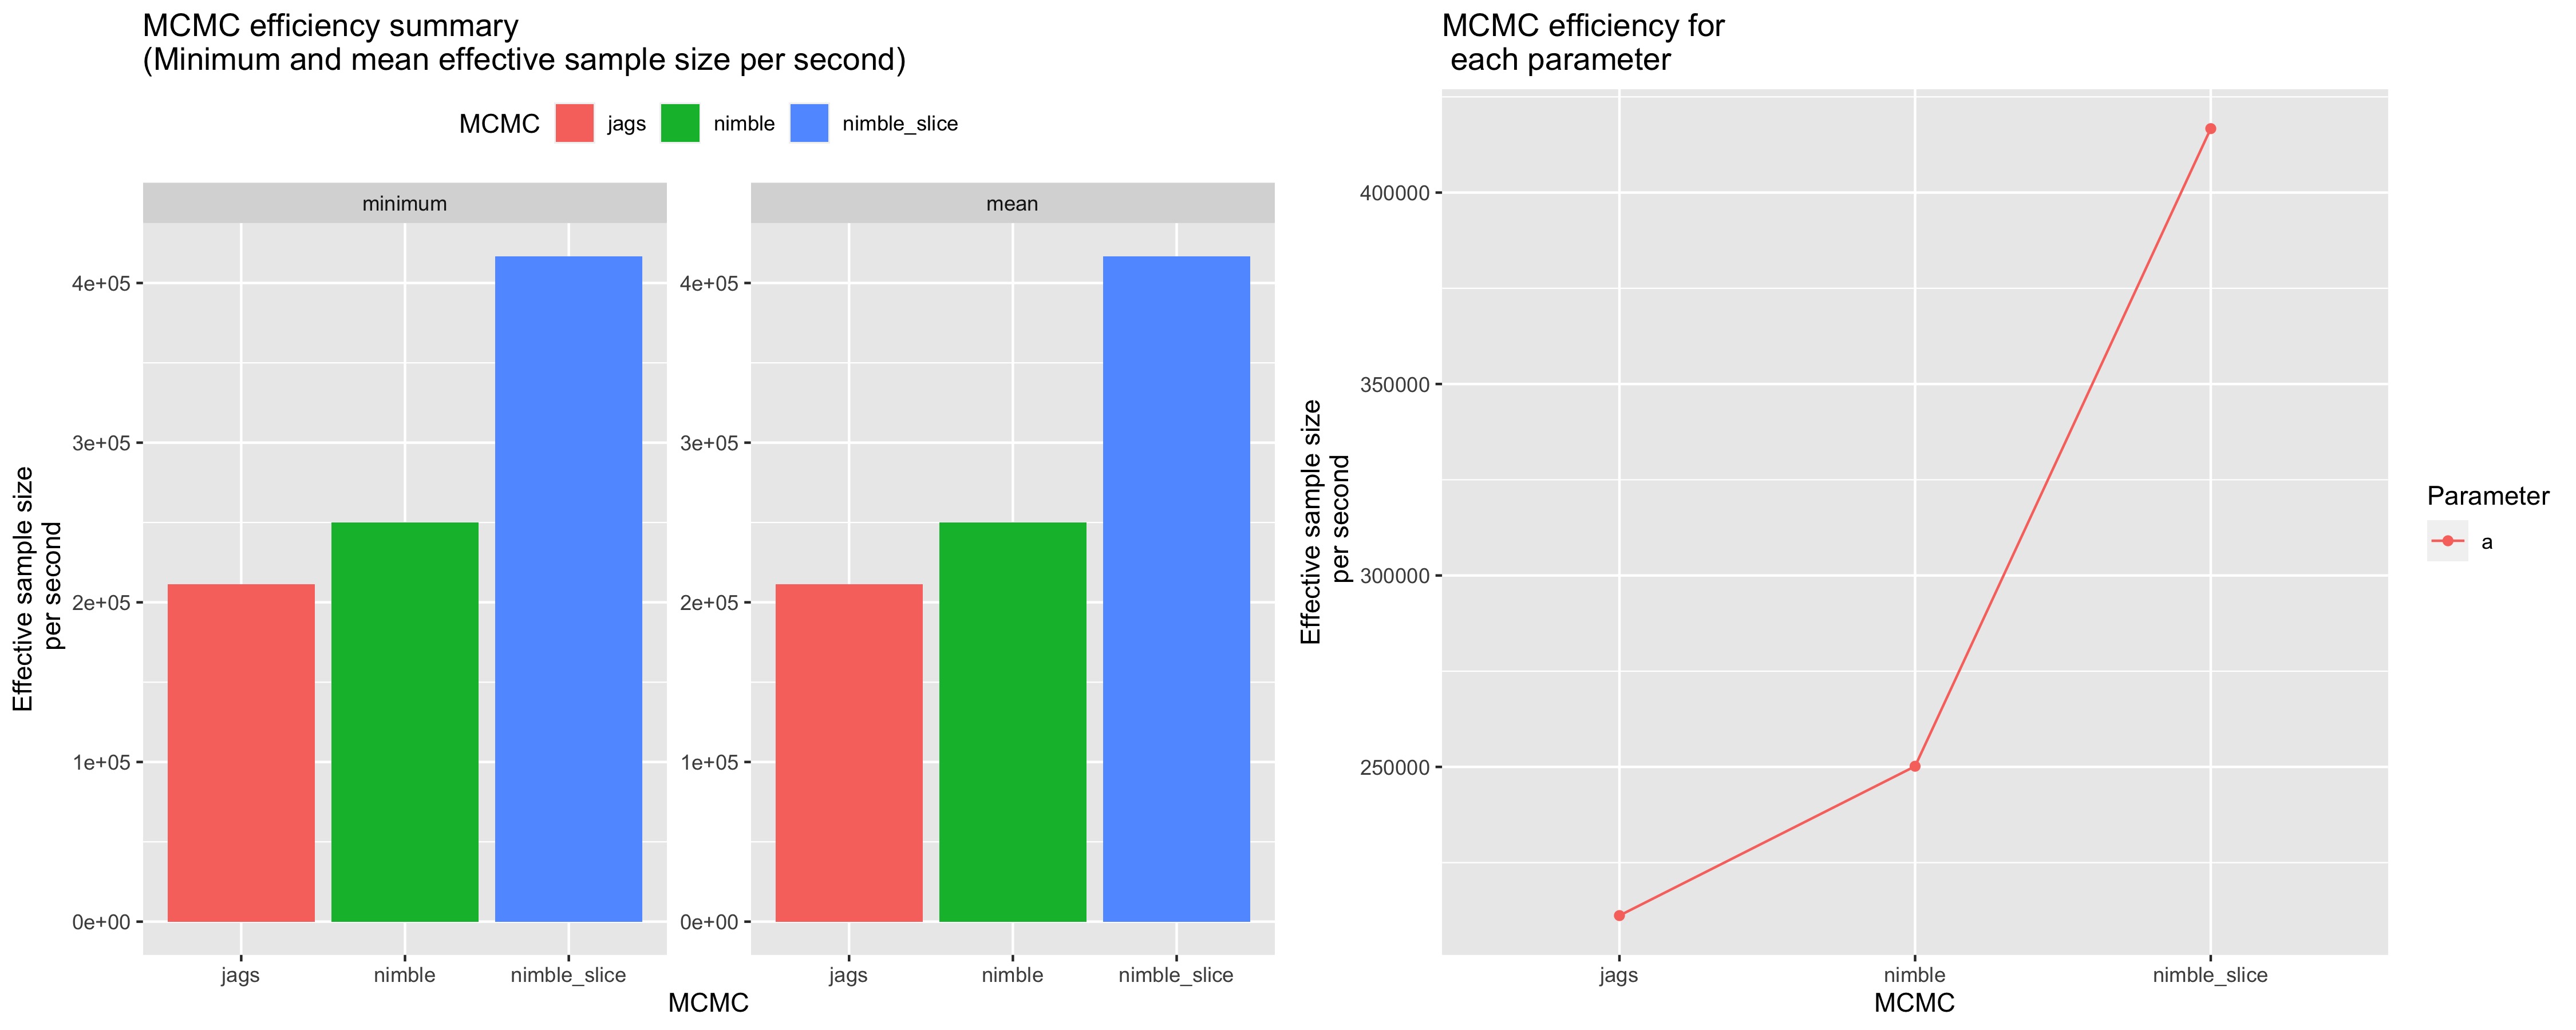 MCMC efficiency summary
(Minimum and mean effective sample size per second)
MCMC jags nimble nimble_slice
minimum
mean
Effective sample size
per second
4e+05
3e+05
2e+05
1e+05
0e+00
4e+05
3e+05
2e+05
1e+05
0e+00
jags nimble nimble_slice
jags nimble nimble_slice
MCMC
MCMC efficiency for
each parameter
Effective sample size
per second
400000
350000
300000
250000
jags nimble nimble_slice
MCMC
Parameter
a